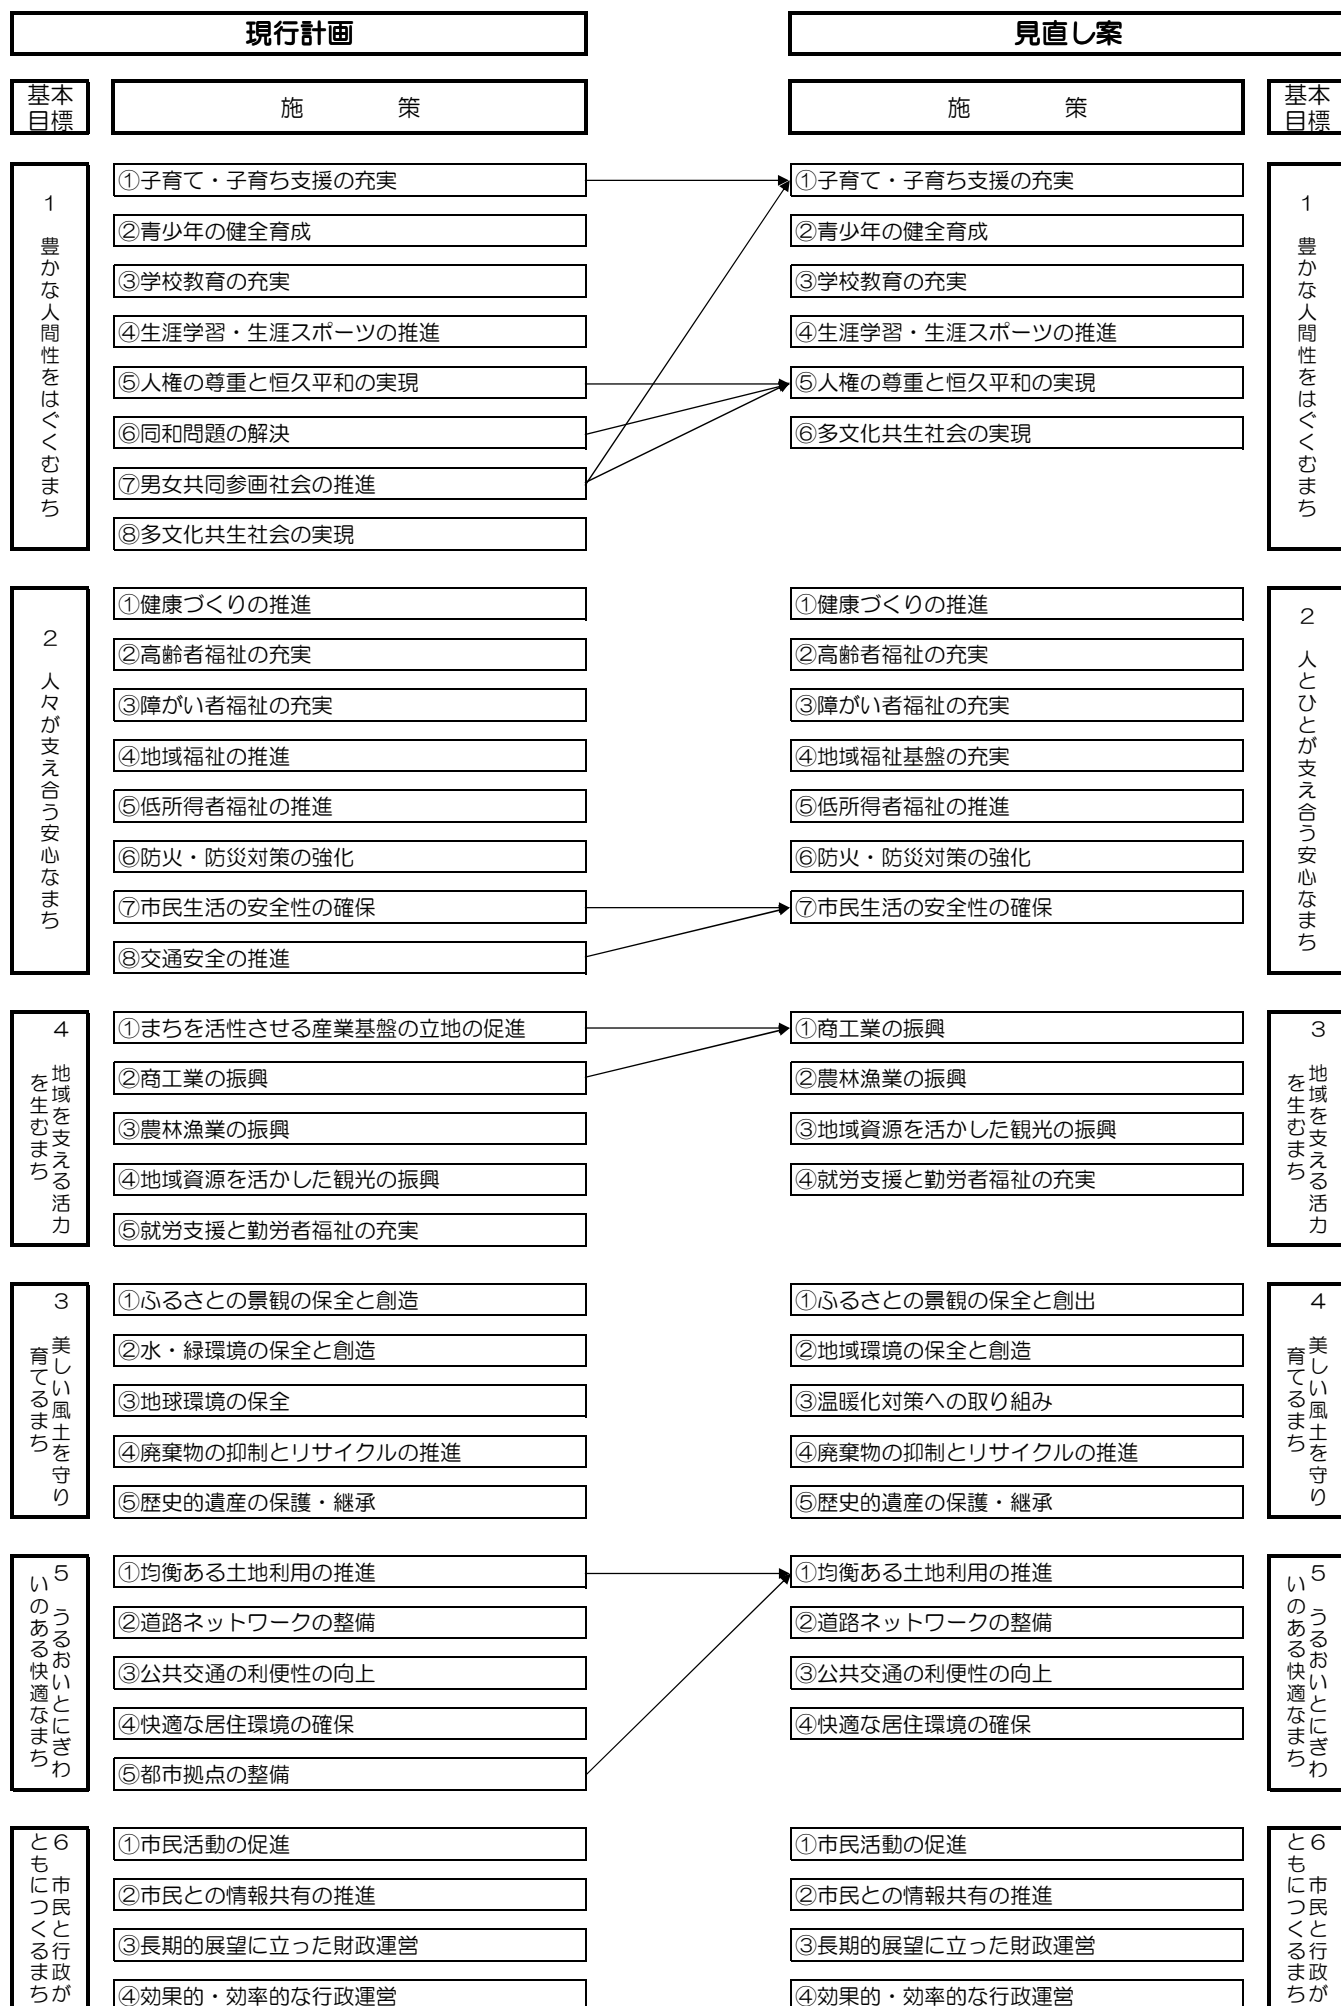 現行計画
見直し案
基本
目標
施　　　策
施　　　策
基本
目標
1　豊かな人間性をはぐくむまち
①子育て・子育ち支援の充実
②青少年の健全育成
③学校教育の充実
④生涯学習・生涯スポーツの推進
⑤人権の尊重と恒久平和の実現
⑥同和問題の解決
⑦男女共同参画社会の推進
⑧多文化共生社会の実現
①子育て・子育ち支援の充実
②青少年の健全育成
③学校教育の充実
④生涯学習・生涯スポーツの推進
⑤人権の尊重と恒久平和の実現
⑥多文化共生社会の実現
1　豊かな人間性をはぐくむまち
2　人々が支え合う安心なまち
①健康づくりの推進
②高齢者福祉の充実
③障がい者福祉の充実
④地域福祉の推進
⑤低所得者福祉の推進
⑥防火・防災対策の強化
⑦市民生活の安全性の確保
⑧交通安全の推進
①健康づくりの推進
②高齢者福祉の充実
③障がい者福祉の充実
④地域福祉基盤の充実
⑤低所得者福祉の推進
⑥防火・防災対策の強化
⑦市民生活の安全性の確保
2　人とひとが支え合う安心なまち
4　地域を支える活力
を生むまち
①まちを活性させる産業基盤の立地の促進
②商工業の振興
③農林漁業の振興
④地域資源を活かした観光の振興
⑤就労支援と勤労者福祉の充実
①商工業の振興
②農林漁業の振興
③地域資源を活かした観光の振興
④就労支援と勤労者福祉の充実
3　地域を支える活力
を生むまち
3　美しい風土を守り
育てるまち
①ふるさとの景観の保全と創造
②水・緑環境の保全と創造
③地球環境の保全
④廃棄物の抑制とリサイクルの推進
⑤歴史的遺産の保護・継承
①ふるさとの景観の保全と創出
②地域環境の保全と創造
③温暖化対策への取り組み
④廃棄物の抑制とリサイクルの推進
⑤歴史的遺産の保護・継承
4　美しい風土を守り
育てるまち
5　うるおいとにぎわ
いのある快適なまち
①均衡ある土地利用の推進
②道路ネットワークの整備
③公共交通の利便性の向上
④快適な居住環境の確保
⑤都市拠点の整備
①均衡ある土地利用の推進
②道路ネットワークの整備
③公共交通の利便性の向上
④快適な居住環境の確保
5　うるおいとにぎわ
いのある快適なまち
6　市民と行政が
ともにつくるまち
①市民活動の促進
②市民との情報共有の推進
③長期的展望に立った財政運営
④効果的・効率的な行政運営
①市民活動の促進
②市民との情報共有の推進
③長期的展望に立った財政運営
④効果的・効率的な行政運営
6　市民と行政が
ともにつくるまち